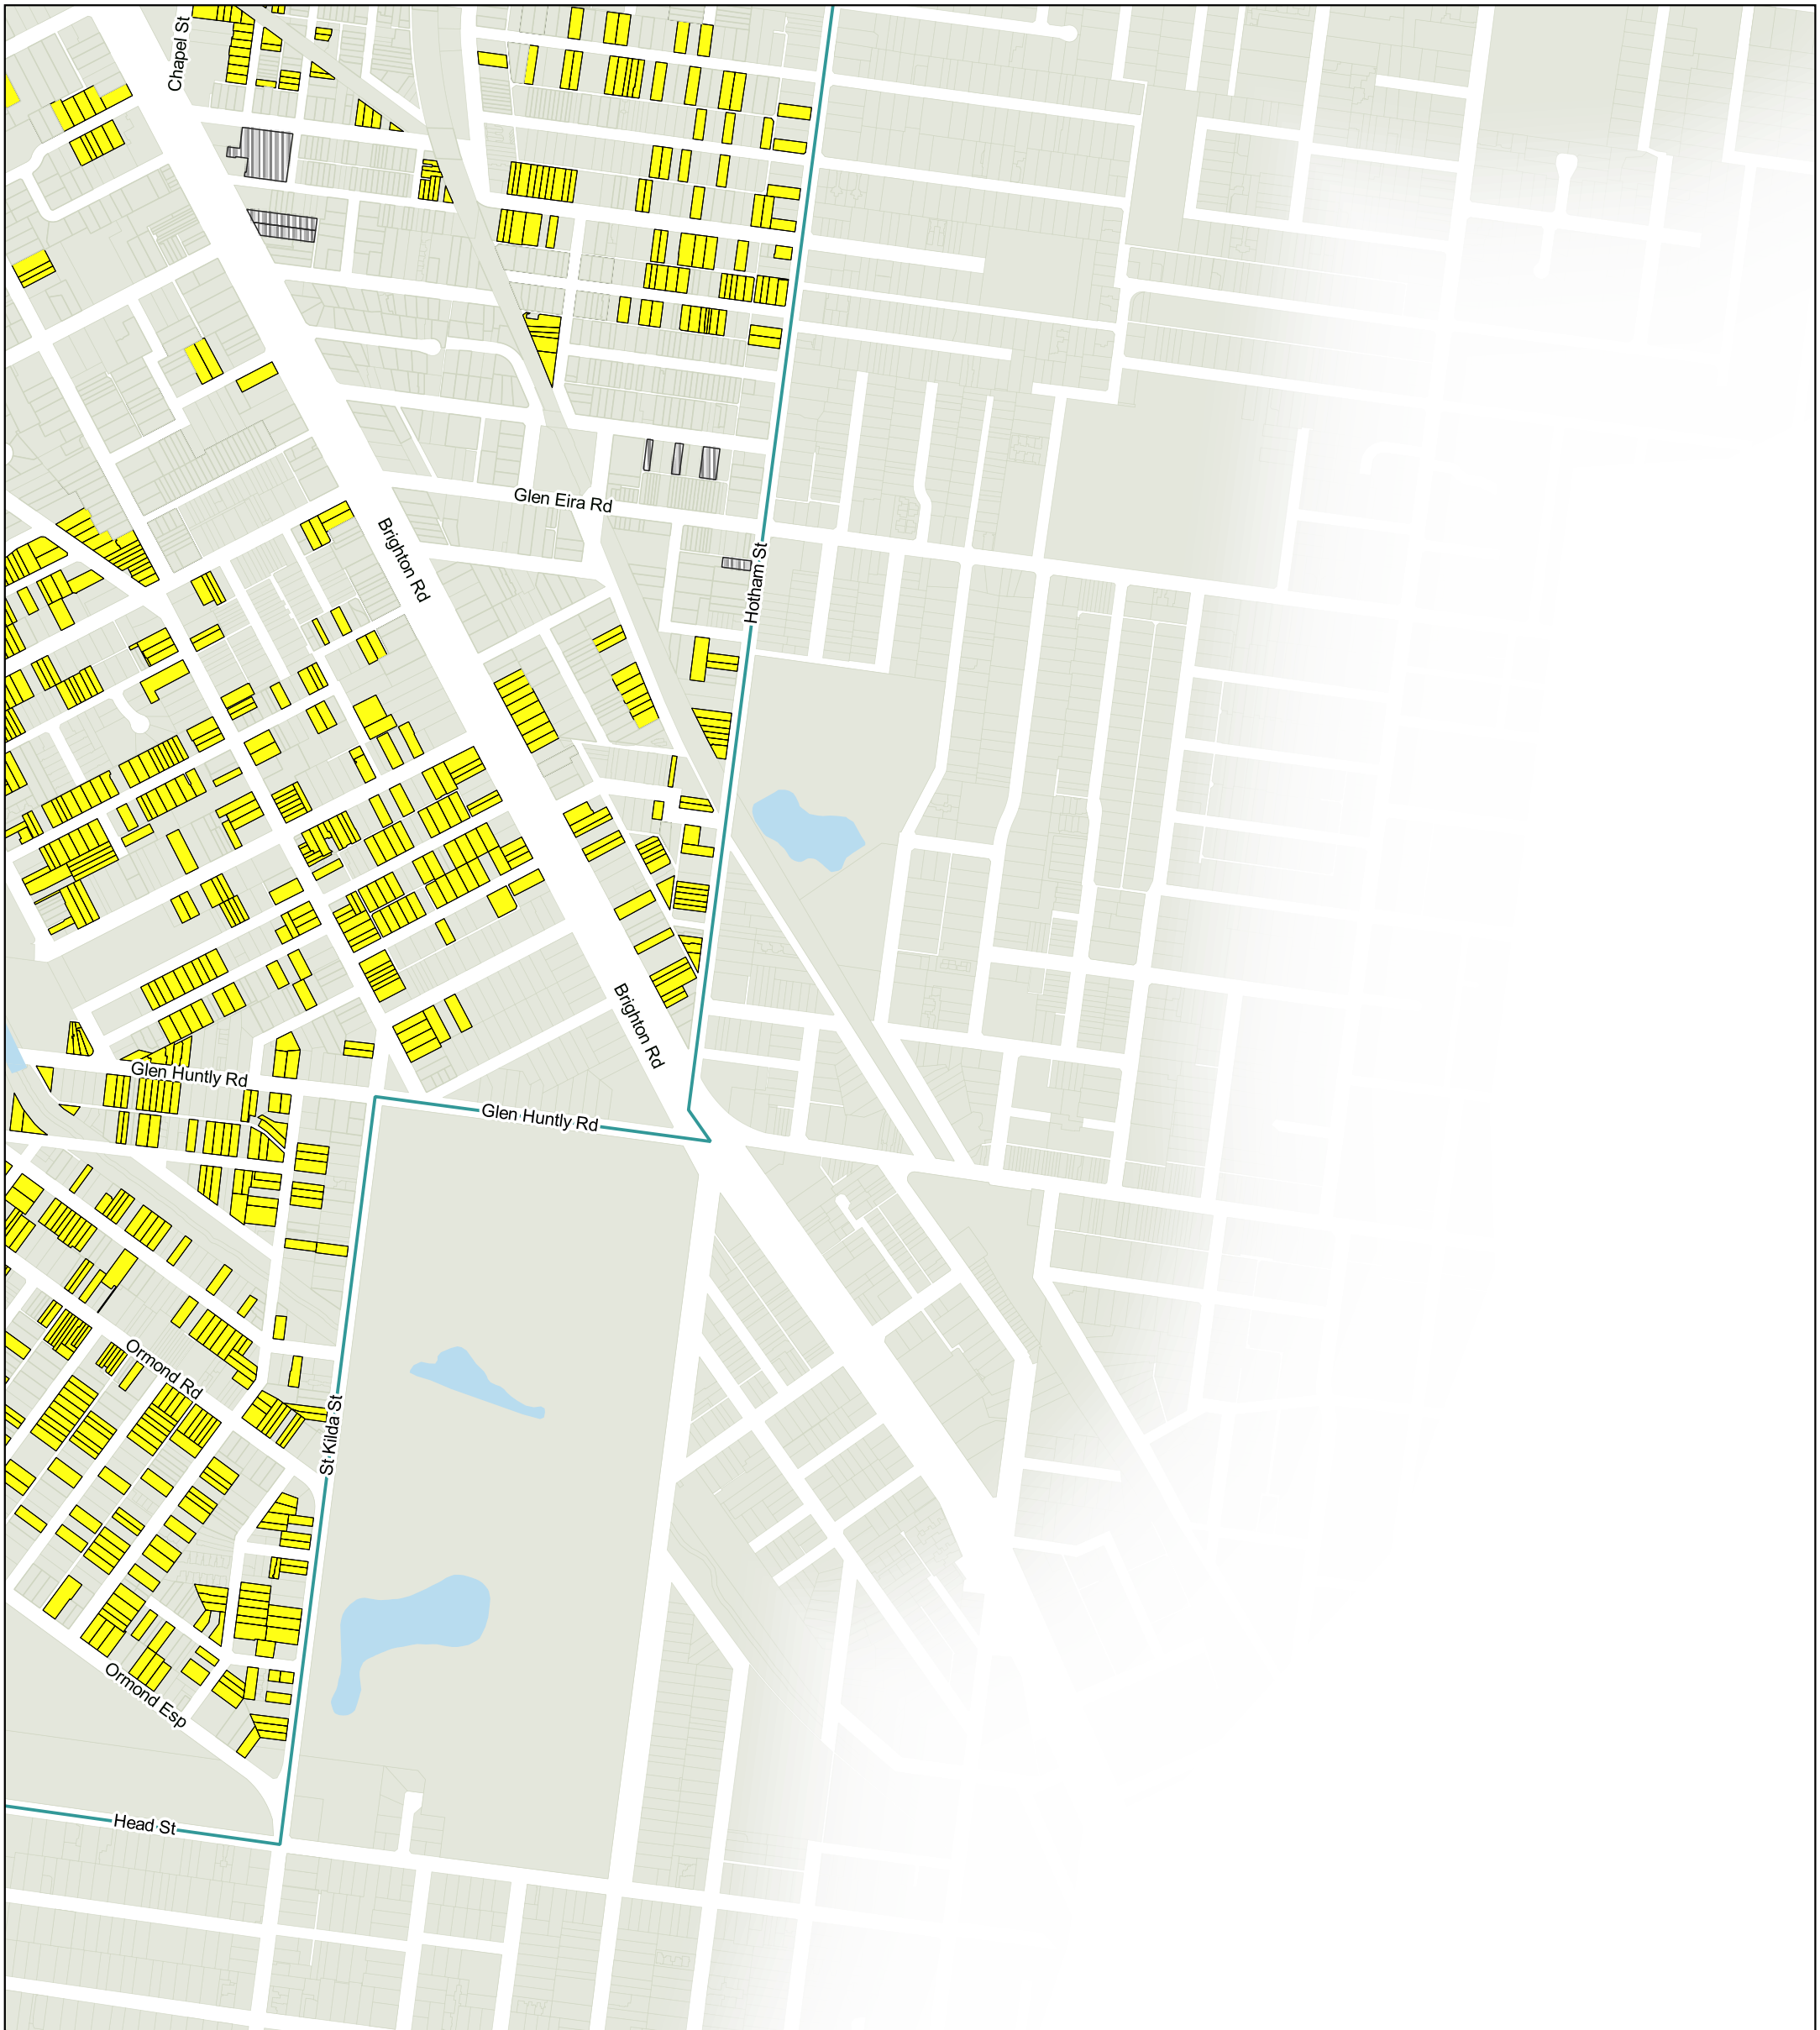 Chapel St
Glen Eira Rd
Brighton Rd
Hotham St
Brighton Rd
Glen Huntly Rd
Glen Huntly Rd
Ormond Rd
St Kilda St
Ormond Esp
Head St